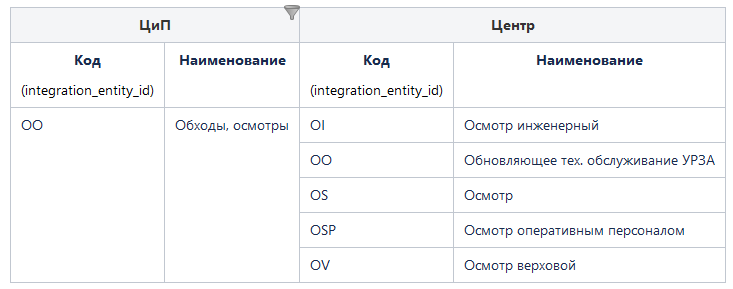 ЦиП Центр
Код Наименование Код Наименование
(integration_entity_id) (integration_entity_id)
ОО Обходы, осмотры OI Осмотр инженерный
OO Обновляющее тех. обслуживание УРЗА
OS Осмотр
OSP Осмотр оперативным персоналом
OV Осмотр верховой